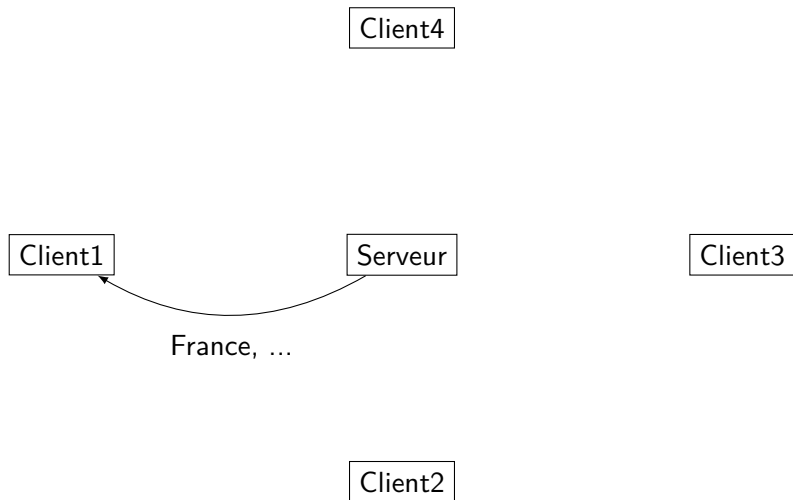 Client4
Client1
Serveur
Client3
France, ...
Client2